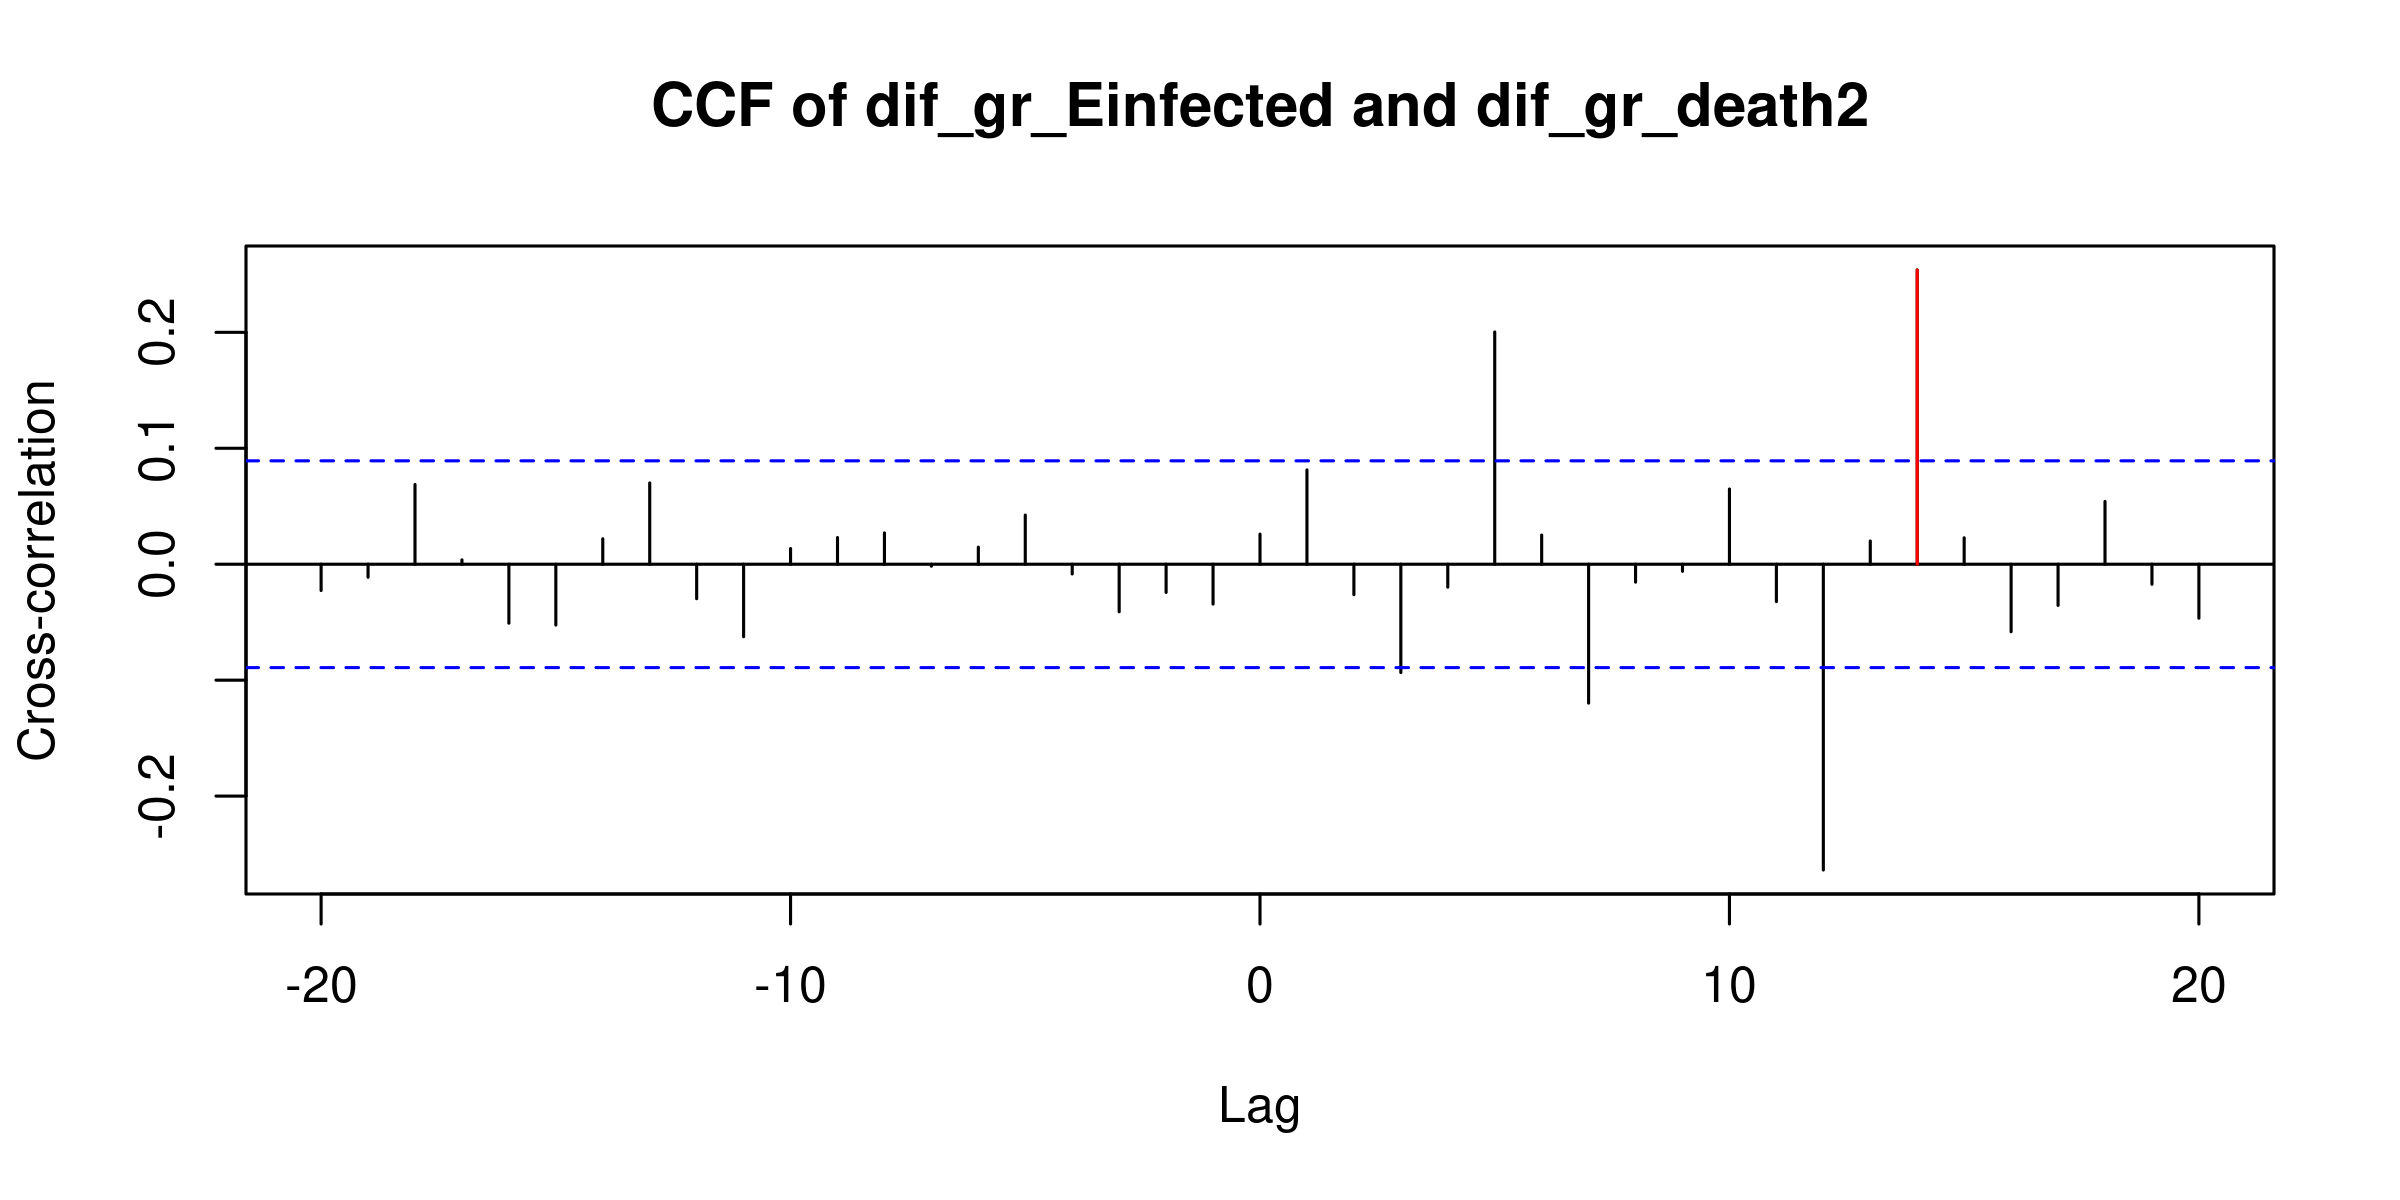 CCF of dif_gr_Einfected and dif_gr_death2
Cross-correlation
0.2
0.1
0.0
-0.2
-20 -10 0 10 20
Lag